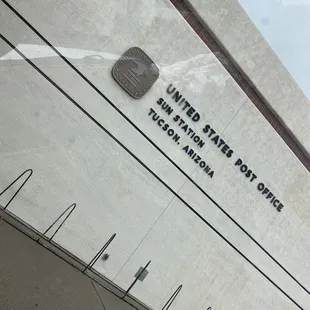 UNITED STATES POST OFFICE
SUN STATION
TUCSON, ARIZONA